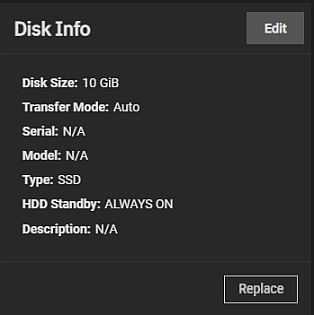 Disk Info
Edit
Disk Size: 10 GiB
Transfer Mode: Auto
Serial: N/A
Model: N/A
Type: SSD
HDD Standby: ALWAYS ON
Description: N/A
Replace